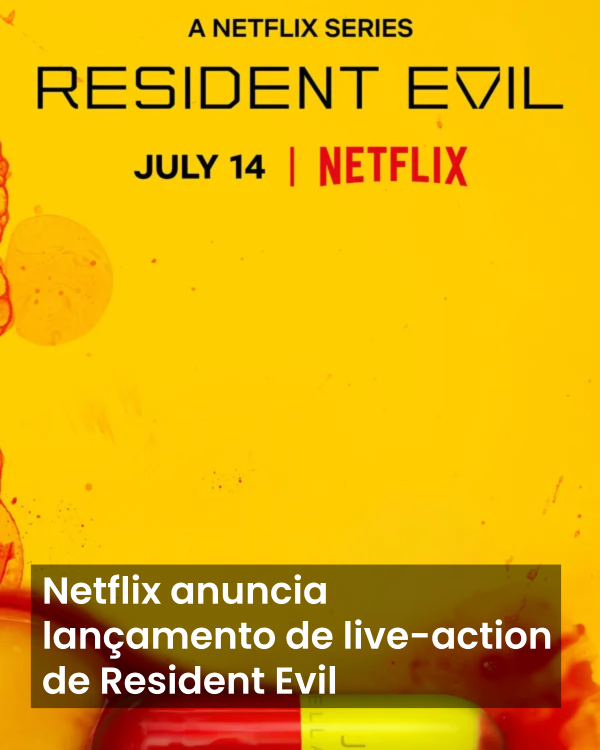 A NETFLIX SERIES
RESIDENT EVIL
JULY 14 | NETFLIX
Netflix anuncia
lançamento de live-action
de Resident Evil